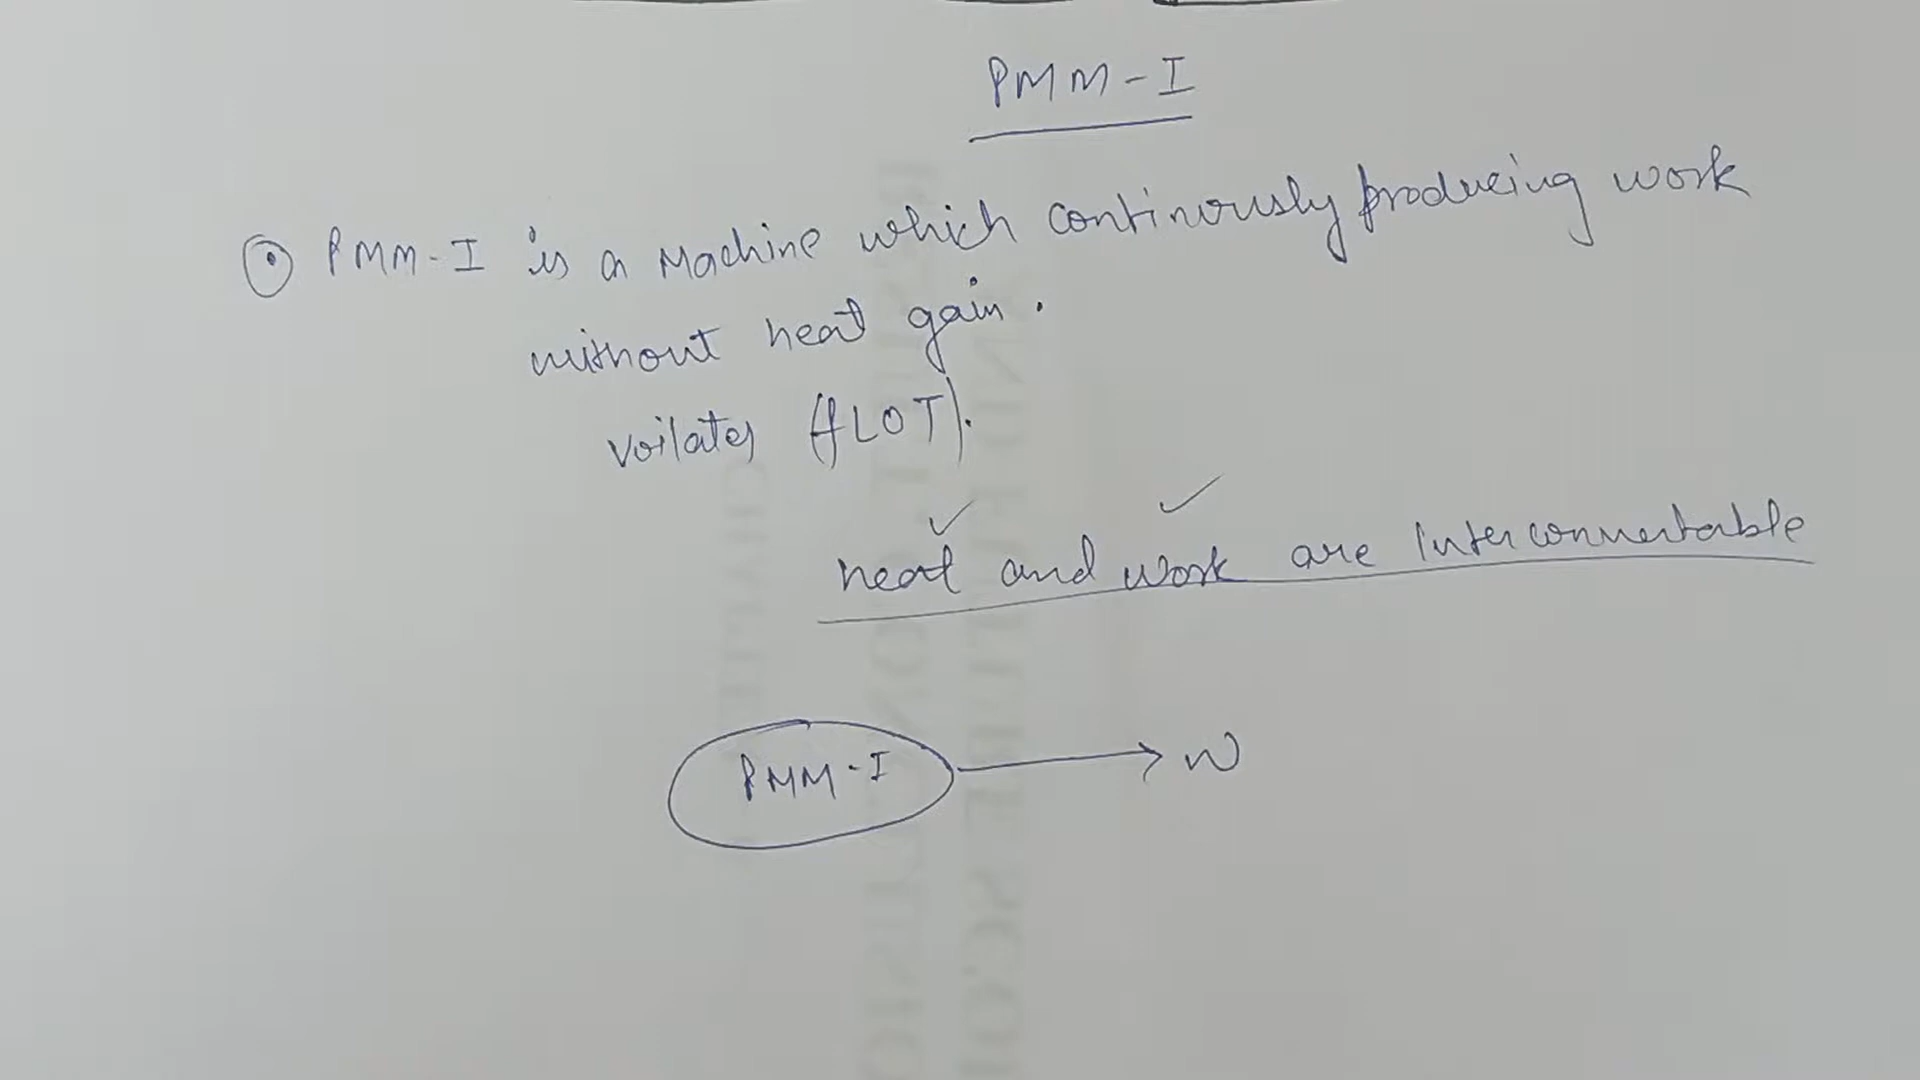 PMM-I
PMM-I is a Machine which continously producing work
without heat gain.
voilates (fLOT).
heat and work are interconvertable
PMM-I → W